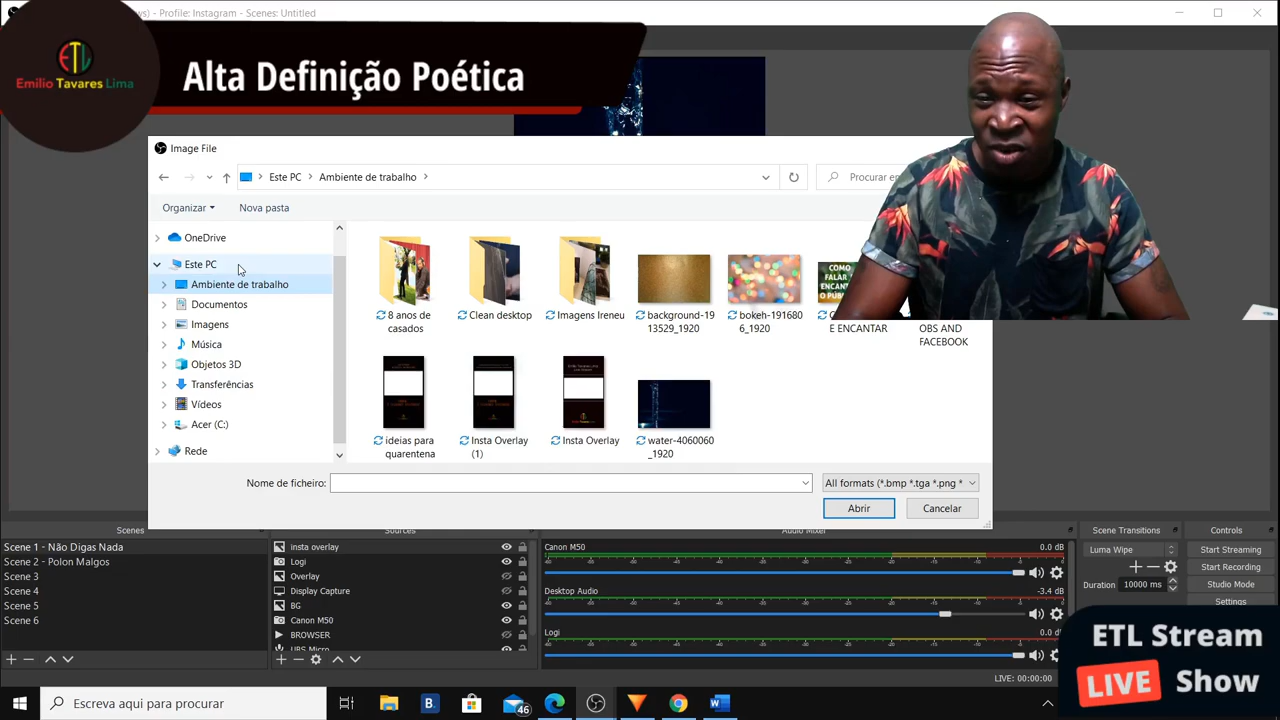 ws) - Profile: Instagram - Scenes: Untitled
ETL
Emilio Tavares Lima
Alta Definição Poética
Image File
Este PC
Ambiente de trabalho
Procurar
Organizar
Nova pasta
OneDrive
Este PC
Ambiente de trabalho
Documentos
Imagens
Música
Objetos 3D
Transferências
Vídeos
Acer (C:)
Rede
8 anos de
casados
Clean desktop
Imagens Ireneu
background-19
13529_1920
bokeh-191680
6_1920
COMO
FALAR
ENCANT
O PÚBL
E ENCANTAR
OBS AND
FACEBOOK
ideias para
quarentena
Insta Overlay
(1)
Insta Overlay
water-4060060
_1920
Nome de ficheiro:
All formats (*.bmp *.tga *.png *
Abrir
Cancelar
Scenes
Sources
Audio Mixer
Scene Transitions
Controls
Scene 1 - Não Digas Nada
Scene 2 - Polon Malgos
Scene 3
Scene 4
Scene 5
Scene 6
insta overlay
Logi
Overlay
Display Capture
BG
Canon M50
BROWSER
Canon M50
0.0 dB
Desktop Audio
-3.4 dB
Logi
0.0 d
Luma Wipe
Duration
10000 ms
Start Streaming
Start Recording
Studio Mode
Settings
ETL Stream
LIVE Show
LIVE: 00:00:00
Escreva aqui para procurar
B.
46
W